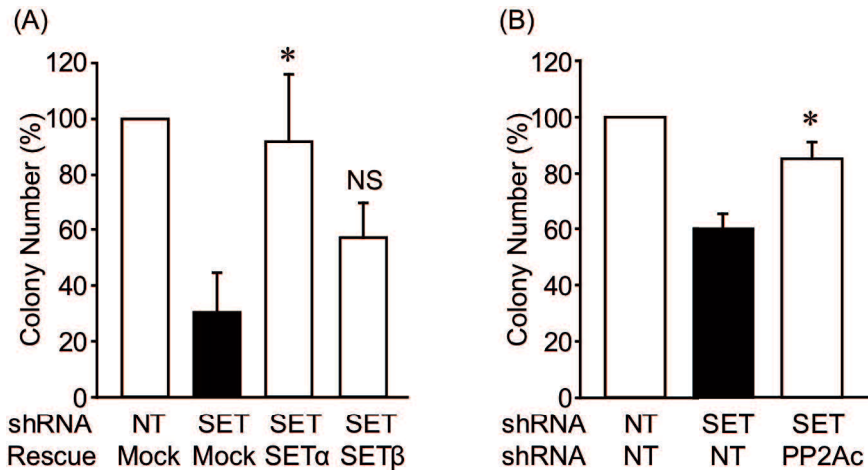 (A)
120
100
80
60
40
20
0
Colony Number (%)
*
NS
shRNA NT SET SET SET
Rescue Mock Mock SETα SETβ
(B)
120
100
80
60
40
20
0
Colony Number (%)
*
shRNA NT SET SET
shRNA NT NT PP2Ac